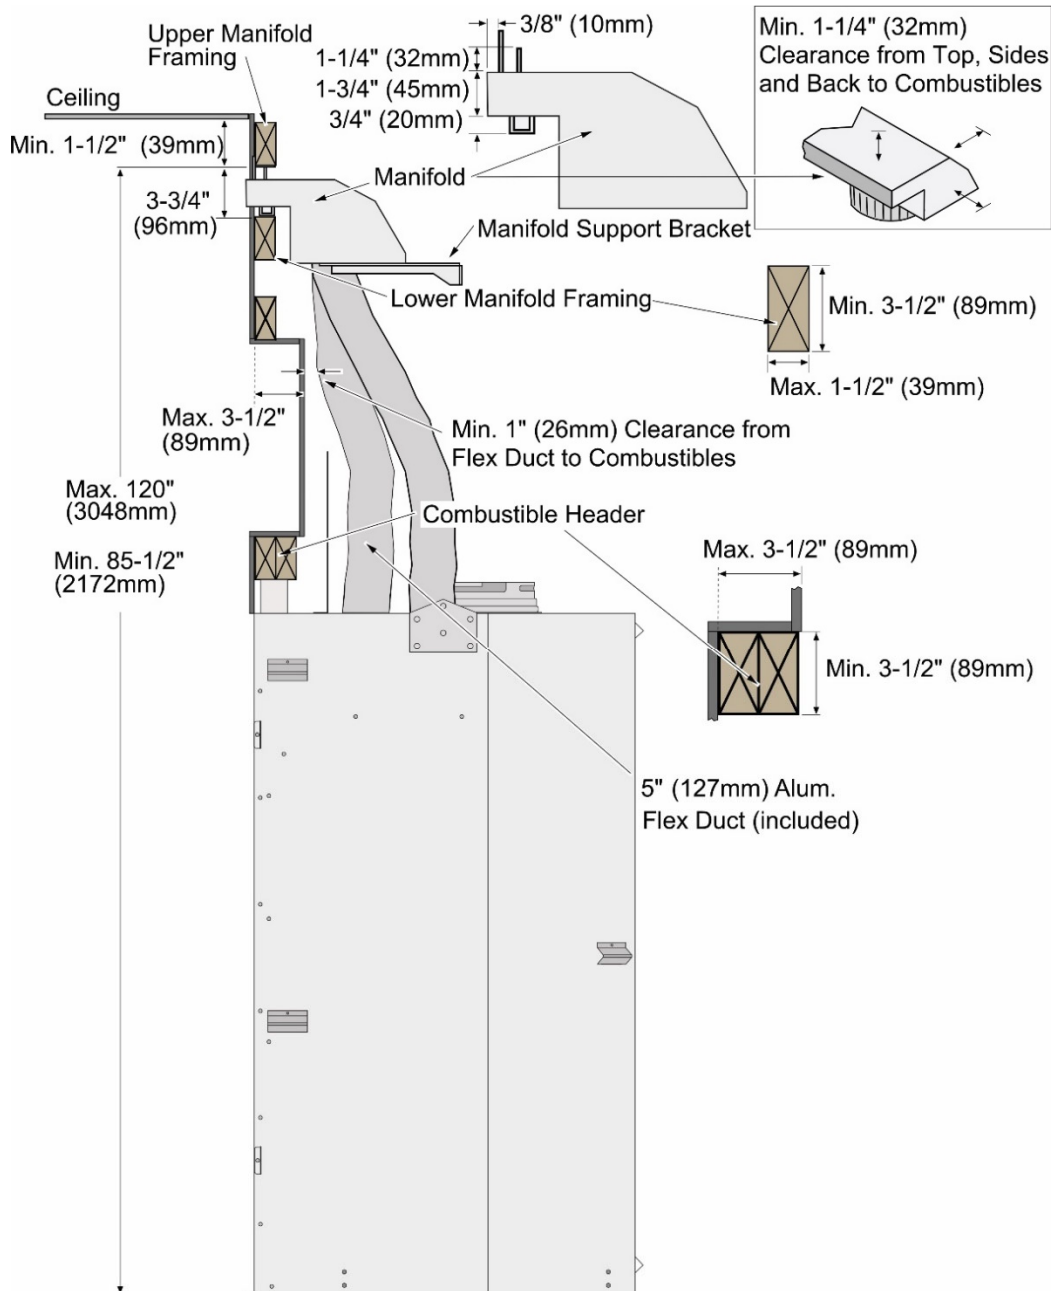 Upper Manifold
Framing
Ceiling
Min. 1-1/2" (39mm)
3-3/4"
(96mm)
3/8" (10mm)
1-1/4" (32mm)
1-3/4" (45mm)
3/4" (20mm)
Min. 1-1/4" (32mm)
Clearance from Top, Sides
and Back to Combustibles
Manifold
Manifold Support Bracket
Lower Manifold Framing
Min. 3-1/2" (89mm)
Max. 1-1/2" (39mm)
Max. 3-1/2"
(89mm)
Min. 1" (26mm) Clearance from
Flex Duct to Combustibles
Max. 120"
(3048mm)
Min. 85-1/2"
(2172mm)
Combustible Header
Max. 3-1/2" (89mm)
Min. 3-1/2" (89mm)
5" (127mm) Alum.
Flex Duct (included)